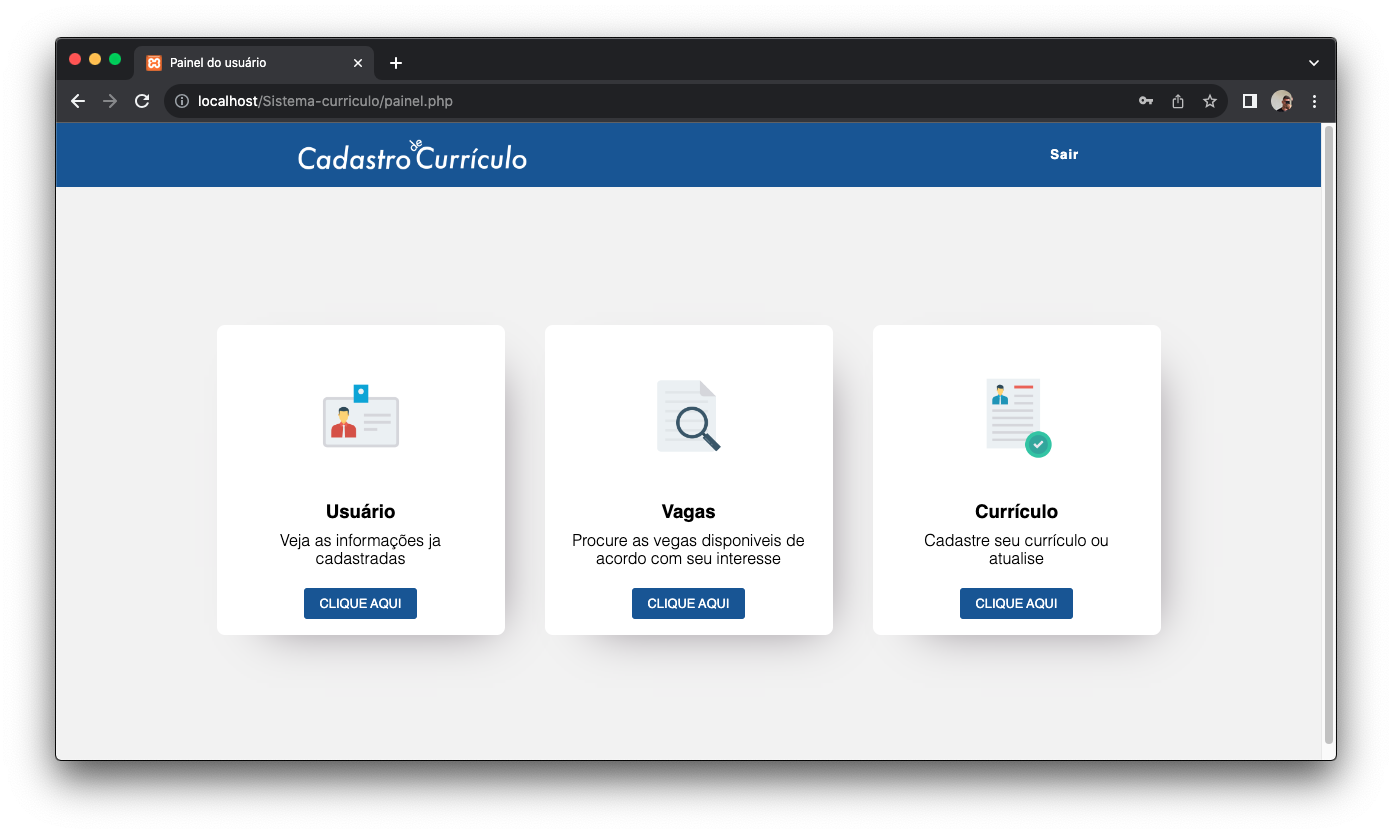 Painel do usuário
localhost/Sistema-curriculo/painel.php
Cadastro de Currículo
Sair
Usuário
Veja as informações ja
cadastradas
CLIQUE AQUI
Vagas
Procure as vegas disponiveis de
acordo com seu interesse
CLIQUE AQUI
Currículo
Cadastre seu currículo ou
atualise
CLIQUE AQUI